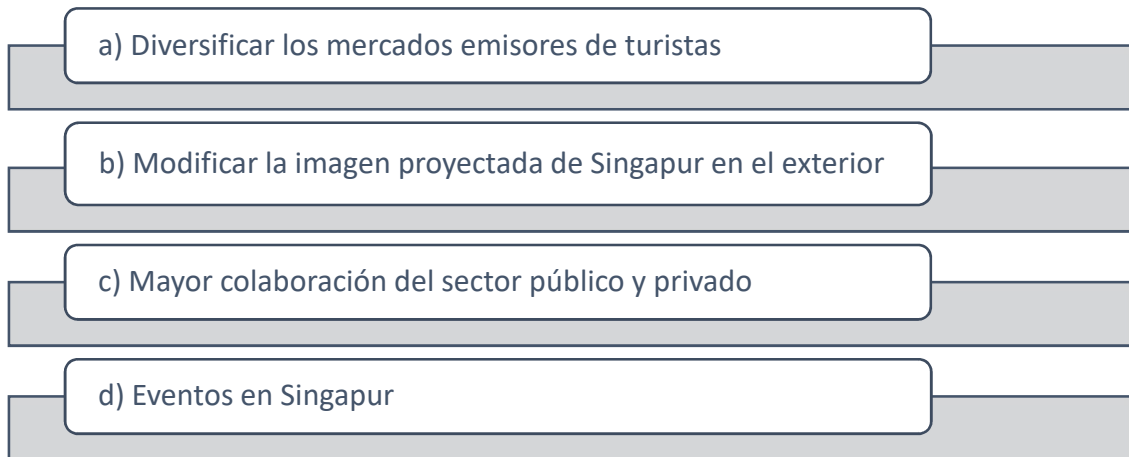 a) Diversificar los mercados emisores de turistas
b) Modificar la imagen proyectada de Singapur en el exterior
c) Mayor colaboración del sector público y privado
d) Eventos en Singapur